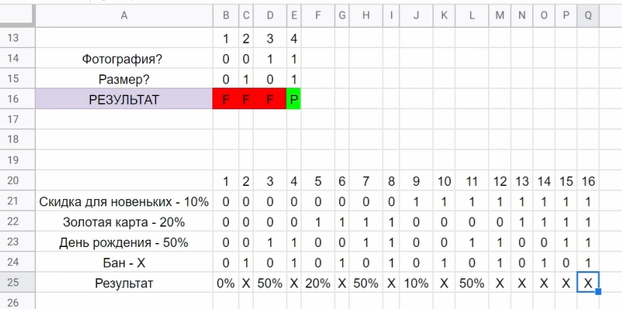 A B C D E F G H I J K L M N O P Q
13 1 2 3 4
14 Фотография? 0 0 1 1
15 Размер? 0 1 0 1
16 РЕЗУЛЬТАТ F F F P
17
18
19
20 1 2 3 4 5 6 7 8 9 10 11 12 13 14 15 16
21 Скидка для новеньких - 10% 0 0 0 0 0 0 0 0 1 1 1 1 1 1 1 1
22 Золотая карта - 20% 0 0 0 0 1 1 1 1 0 0 0 0 1 1 1 1
23 День рождения - 50% 0 0 1 1 0 0 1 1 0 0 1 1 0 0 1 1
24 Бан - X 0 1 0 1 0 1 0 1 0 1 0 1 0 1 0 1
25 Результат 0% X 50% X 20% X 50% X 10% X 50% X X X X X
26